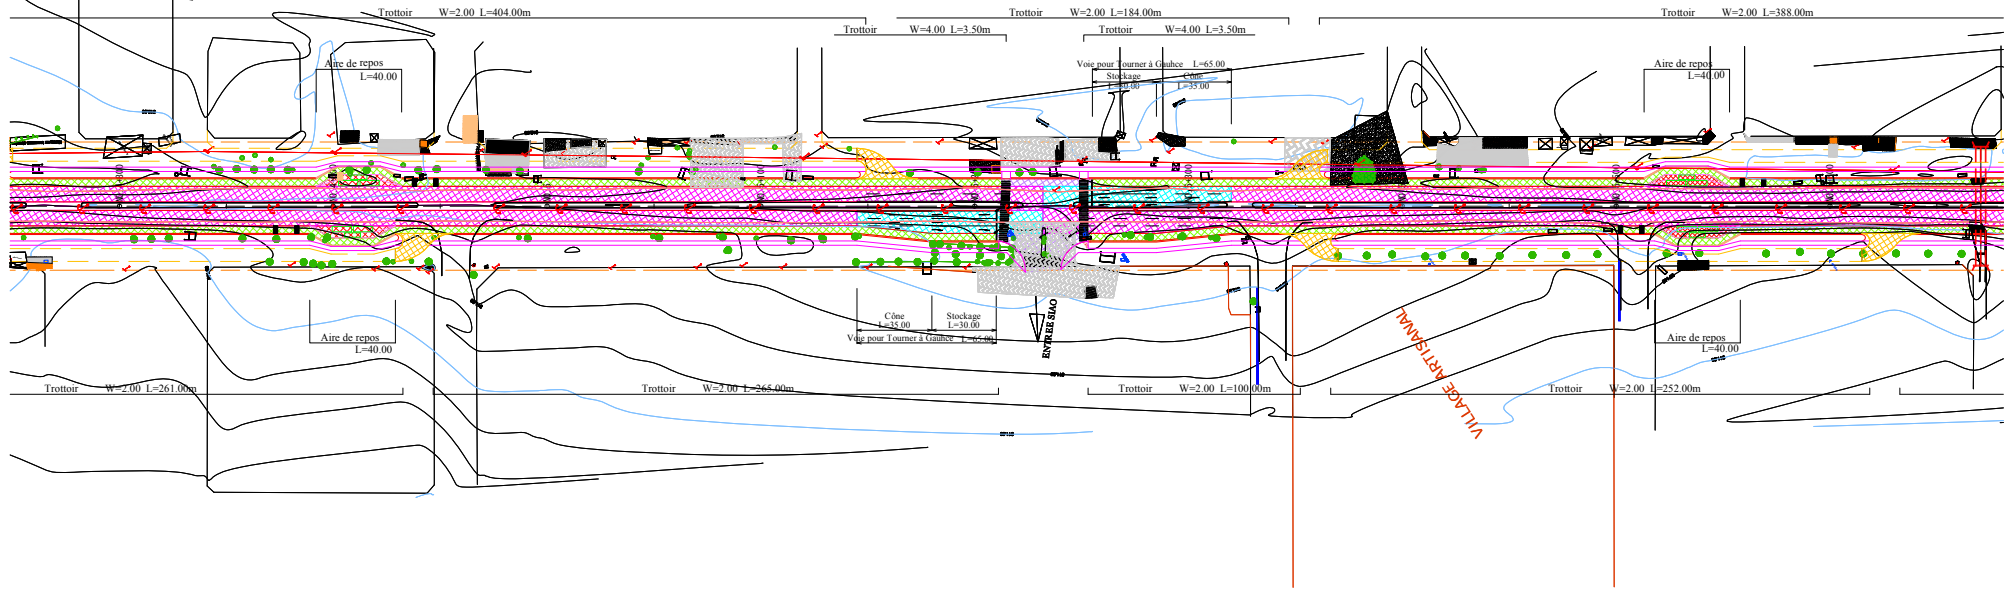 Trottoir W=2.00 L=404.00m
Trottoir W=2.00 L=184.00m
Trottoir W=2.00 L=388.00m
Trottoir W=4.00 L=3.50m
Trottoir W=4.00 L=3.50m
Aire de repos
L=40.00
Voie pour Tourner à Gauhce L=65.00
Stockage
L=30.00
Cône
L=35.00
Aire de repos
L=40.00
Cône
L=35.00
Stockage
L=30.00
Voie pour Tourner à Gauhce L=65.00
ENTREE SIAO
Aire de repos
L=40.00
VILLAGE ARTISANAL
Aire de repos
L=40.00
Trottoir W=2.00 L=261.00m
Trottoir W=2.00 L=265.00m
Trottoir W=2.00 L=100.00m
Trottoir W=2.00 L=252.00m